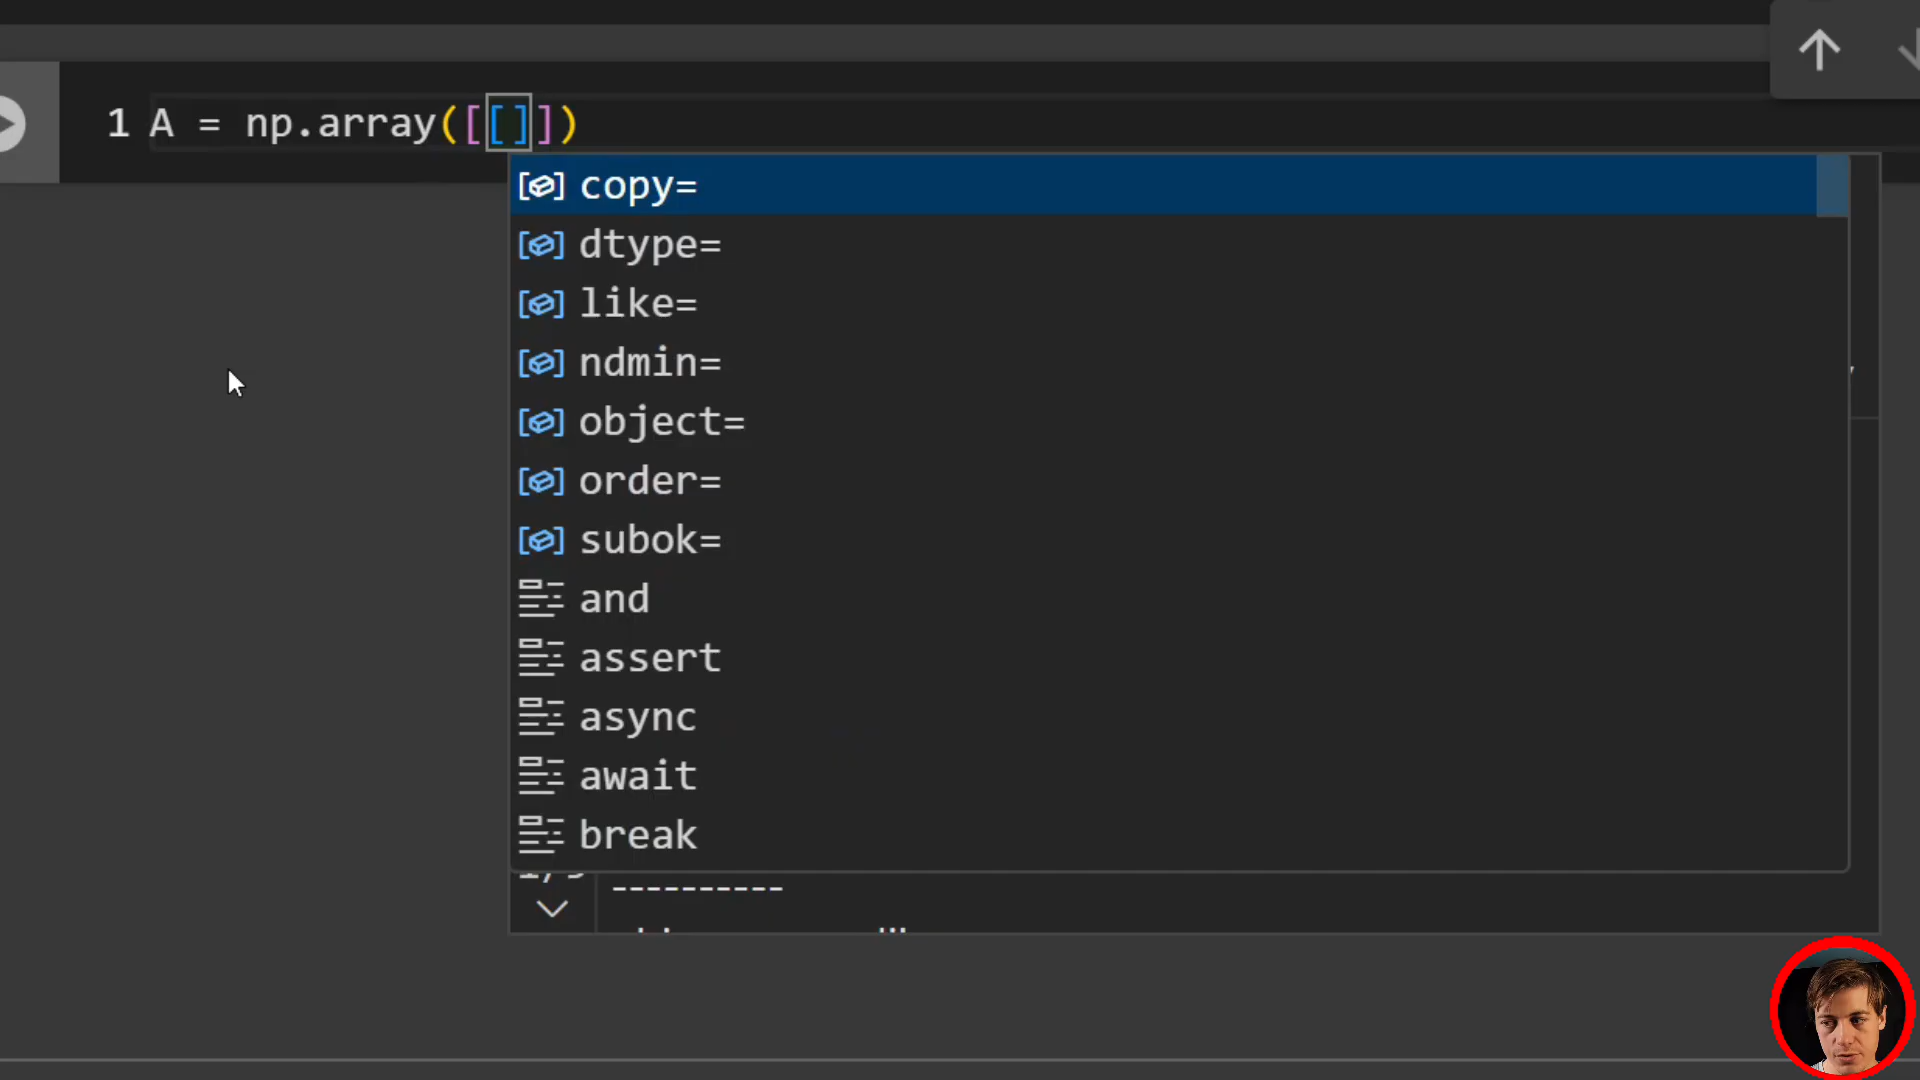 1 A = np.array([[]])
copy=
dtype=
like=
ndmin=
object=
order=
subok=
and
assert
async
await
break
----------